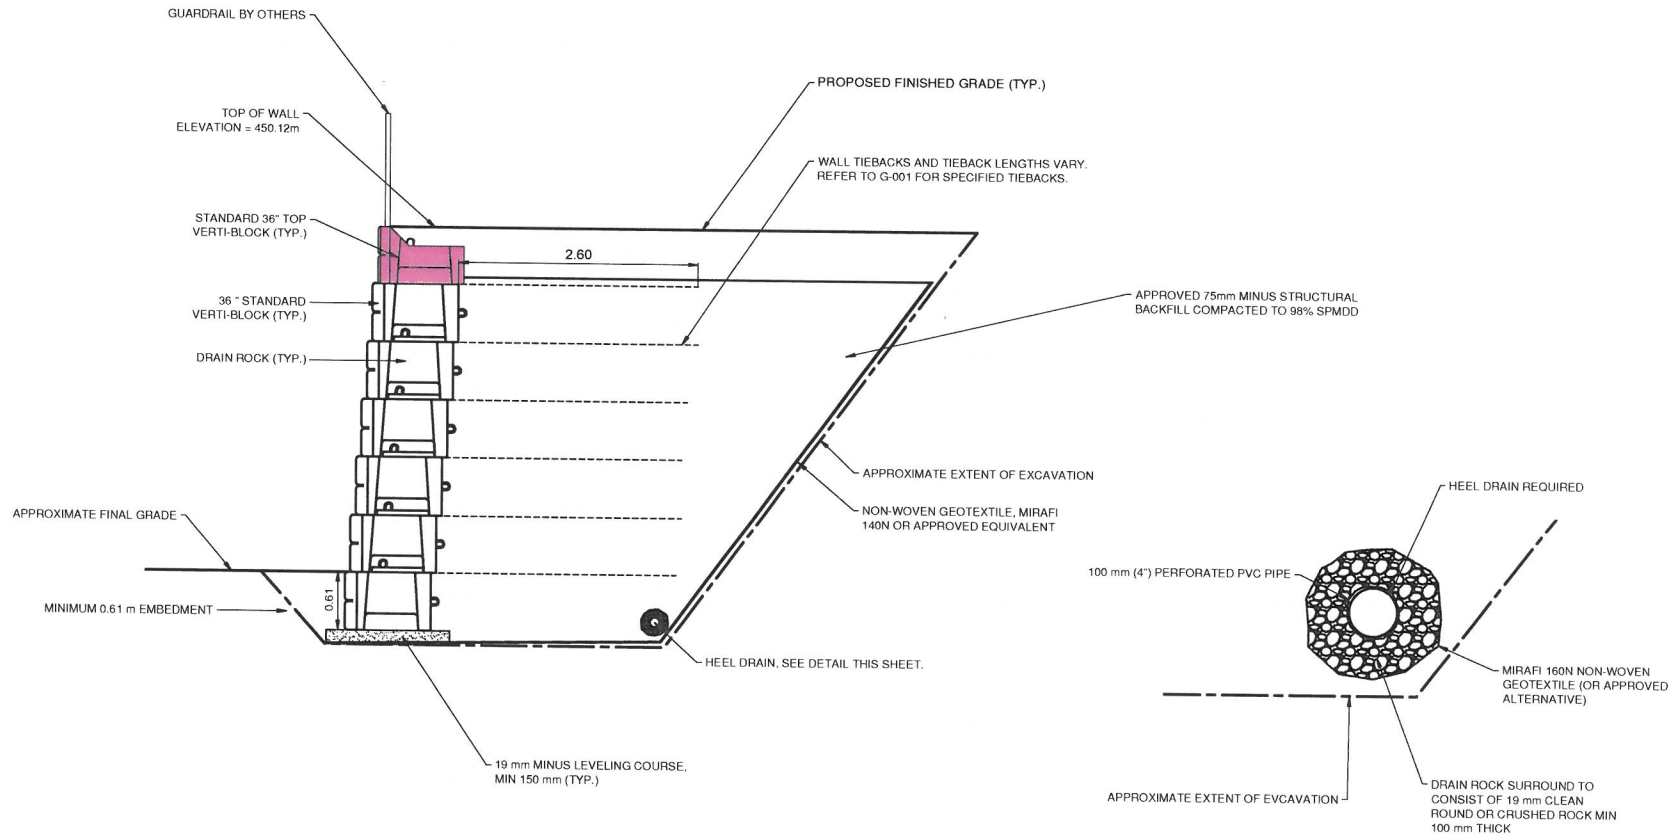 GUARDRAIL BY OTHERS
TOP OF WALL
ELEVATION = 450.12m
PROPOSED FINISHED GRADE (TYP.)
WALL TIEBACKS AND TIEBACK LENGTHS VARY.
REFER TO G-001 FOR SPECIFIED TIEBACKS.
STANDARD 36" TOP
VERTI-BLOCK (TYP.)
2.60
36 " STANDARD
VERTI-BLOCK (TYP.)
APPROVED 75mm MINUS STRUCTURAL
BACKFILL COMPACTED TO 98% SPMDD
DRAIN ROCK (TYP.)
APPROXIMATE EXTENT OF EXCAVATION
NON-WOVEN GEOTEXTILE, MIRAFI
140N OR APPROVED EQUIVALENT
APPROXIMATE FINAL GRADE
MINIMUM 0.61 m EMBEDMENT
0.61
HEEL DRAIN, SEE DETAIL THIS SHEET.
19 mm MINUS LEVELING COURSE,
MIN 150 mm (TYP.)
HEEL DRAIN REQUIRED
100 mm (4") PERFORATED PVC PIPE
MIRAFI 160N NON-WOVEN
GEOTEXTILE (OR APPROVED
ALTERNATIVE)
APPROXIMATE EXTENT OF EVCAVATION
DRAIN ROCK SURROUND TO
CONSIST OF 19 mm CLEAN
ROUND OR CRUSHED ROCK MIN
100 mm THICK